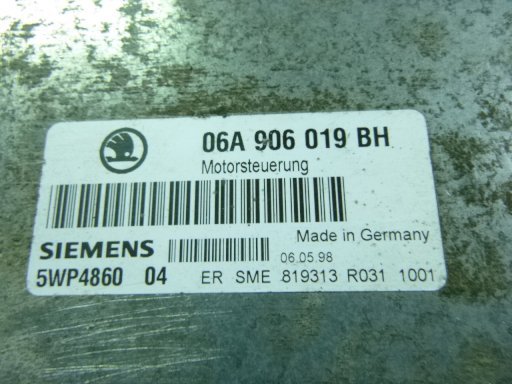 06A 906 019 BH
Motorsteuerung
Made in Germany
SIEMENS
06.05.98
5WP4860 04 ER SME 819313 R031 1001